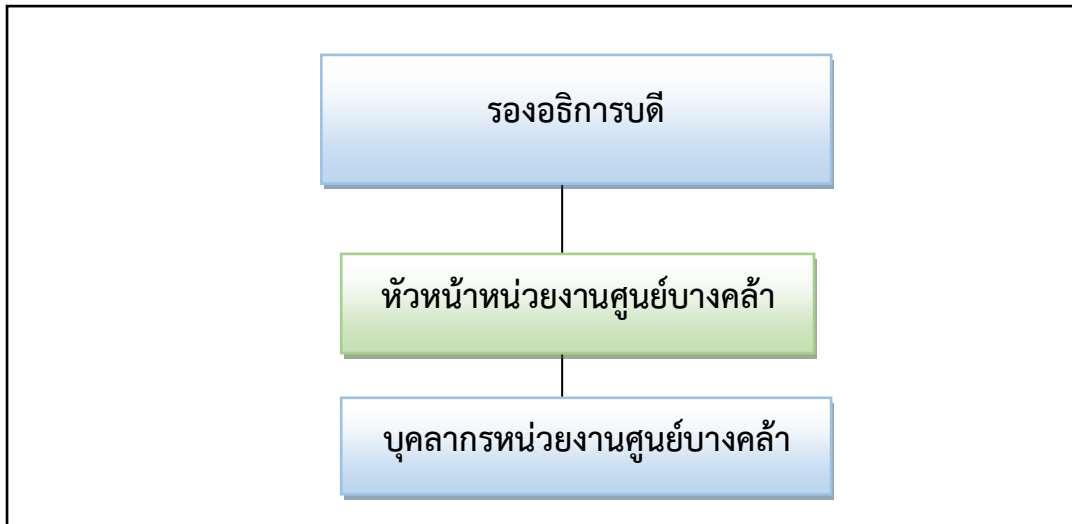 รองอธิการบดี
หัวหน้าหน่วยงานศูนย์บางคล้า
บุคลากรหน่วยงานศูนย์บางคล้า